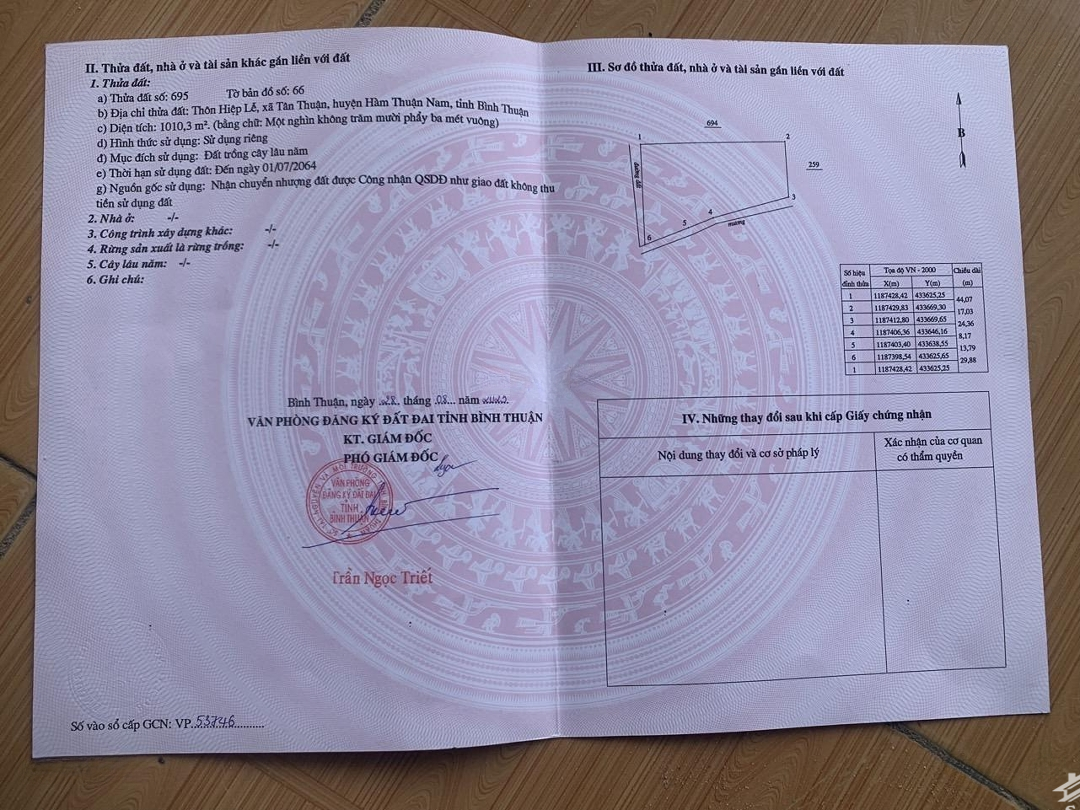 II. Thửa đất, nhà ở và tài sản khác gắn liền với đất
1. Thửa đất:
a) Thửa đất số: 695 Tờ bản đồ số: 66
b) Địa chỉ thửa đất: Thôn Hiệp Lễ, xã Tân Thuận, huyện Hàm Thuận Nam, tỉnh Bình Thuận
c) Diện tích: 1010,3 m². (bằng chữ: Một nghìn không trăm mười phẩy ba mét vuông)
d) Hình thức sử dụng: Sử dụng riêng
đ) Mục đích sử dụng: Đất trồng cây lâu năm
e) Thời hạn sử dụng đất: Đến ngày 01/07/2064
g) Nguồn gốc sử dụng: Nhận chuyển nhượng đất được Công nhận QSDĐ như giao đất không thu
tiền sử dụng đất
2. Nhà ở: -/-
3. Công trình xây dựng khác: -/-
4. Rừng sản xuất là rừng trồng: -/-
5. Cây lâu năm: -/-
6. Ghi chú:
Bình Thuận, ngày 28 tháng 08 năm
VĂN PHÒNG ĐĂNG KÝ ĐẤT ĐAI TỈNH BÌNH THUẬN
KT. GIÁM ĐỐC
PHÓ GIÁM ĐỐC
VĂN PHÒNG
ĐĂNG KÝ ĐẤT ĐAI
TỈNH
BÌNH THUẬN
Trần Ngọc Triết
Số vào sổ cấp GCN: VP.53746
III. Sơ đồ thửa đất, nhà ở và tài sản gắn liền với đất
B
694
1
2
259
đường đất
3
4
5
mương
6
Số hiệu đỉnh thửa Tọa độ VN - 2000 Chiều dài (m)
X(m) Y(m)
1 1187428,42 433625,25
44,07
2 1187429,83 433669,30
17,03
3 1187412,80 433669,65
24,36
4 1187406,36 433646,16
8,17
5 1187403,40 433638,55
13,79
6 1187398,54 433625,65
29,88
1 1187428,42 433625,25
IV. Những thay đổi sau khi cấp Giấy chứng nhận
Nội dung thay đổi và cơ sở pháp lý
Xác nhận của cơ quan
có thẩm quyền